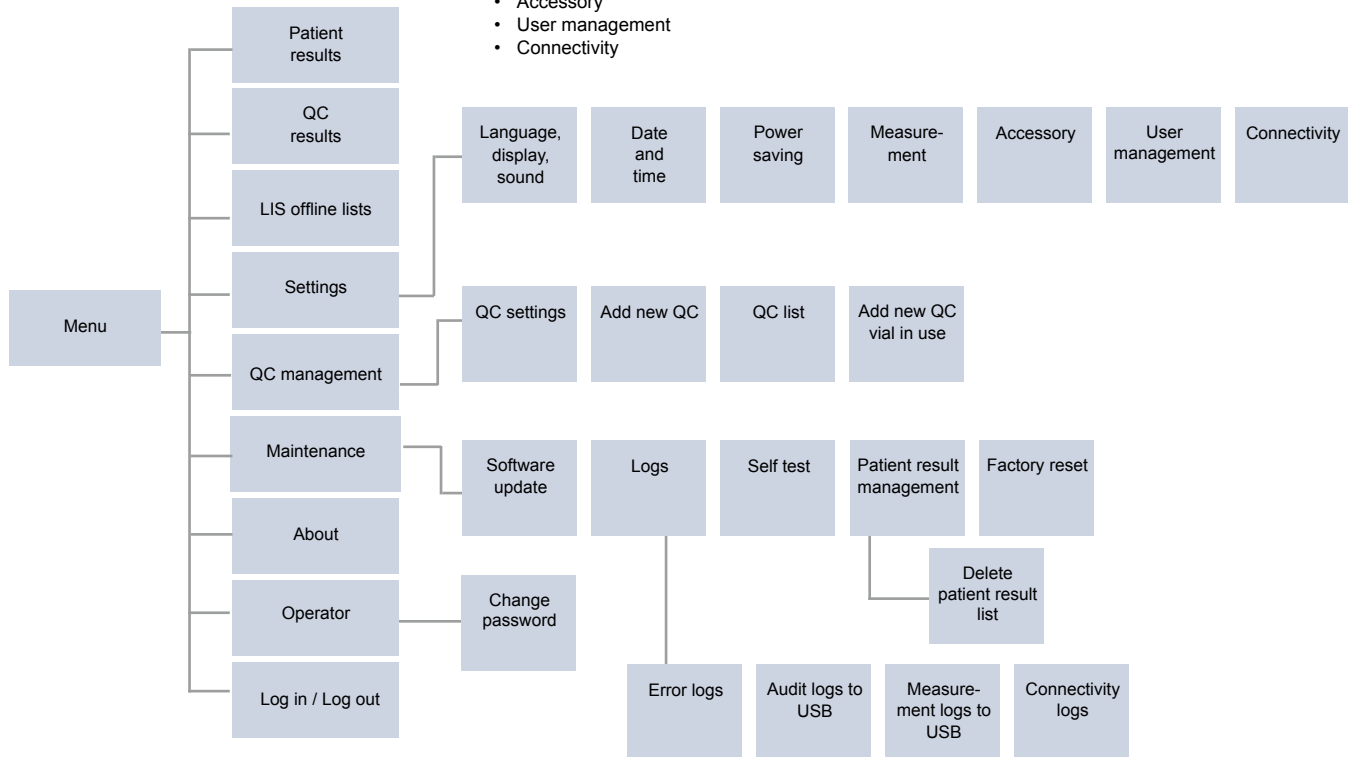 • Accessory
• User management
• Connectivity
Patient
results
QC
results
LIS offline lists
Settings
Menu
QC management
Maintenance
About
Operator
Log in / Log out
Language,
display,
sound
Date
and
time
Power
saving
Measure-
ment
Accessory
User
management
Connectivity
QC settings
Add new QC
QC list
Add new QC
vial in use
Software
update
Logs
Self test
Patient result
management
Factory reset
Delete
patient result
list
Change
password
Error logs
Audit logs to
USB
Measure-
ment logs to
USB
Connectivity
logs